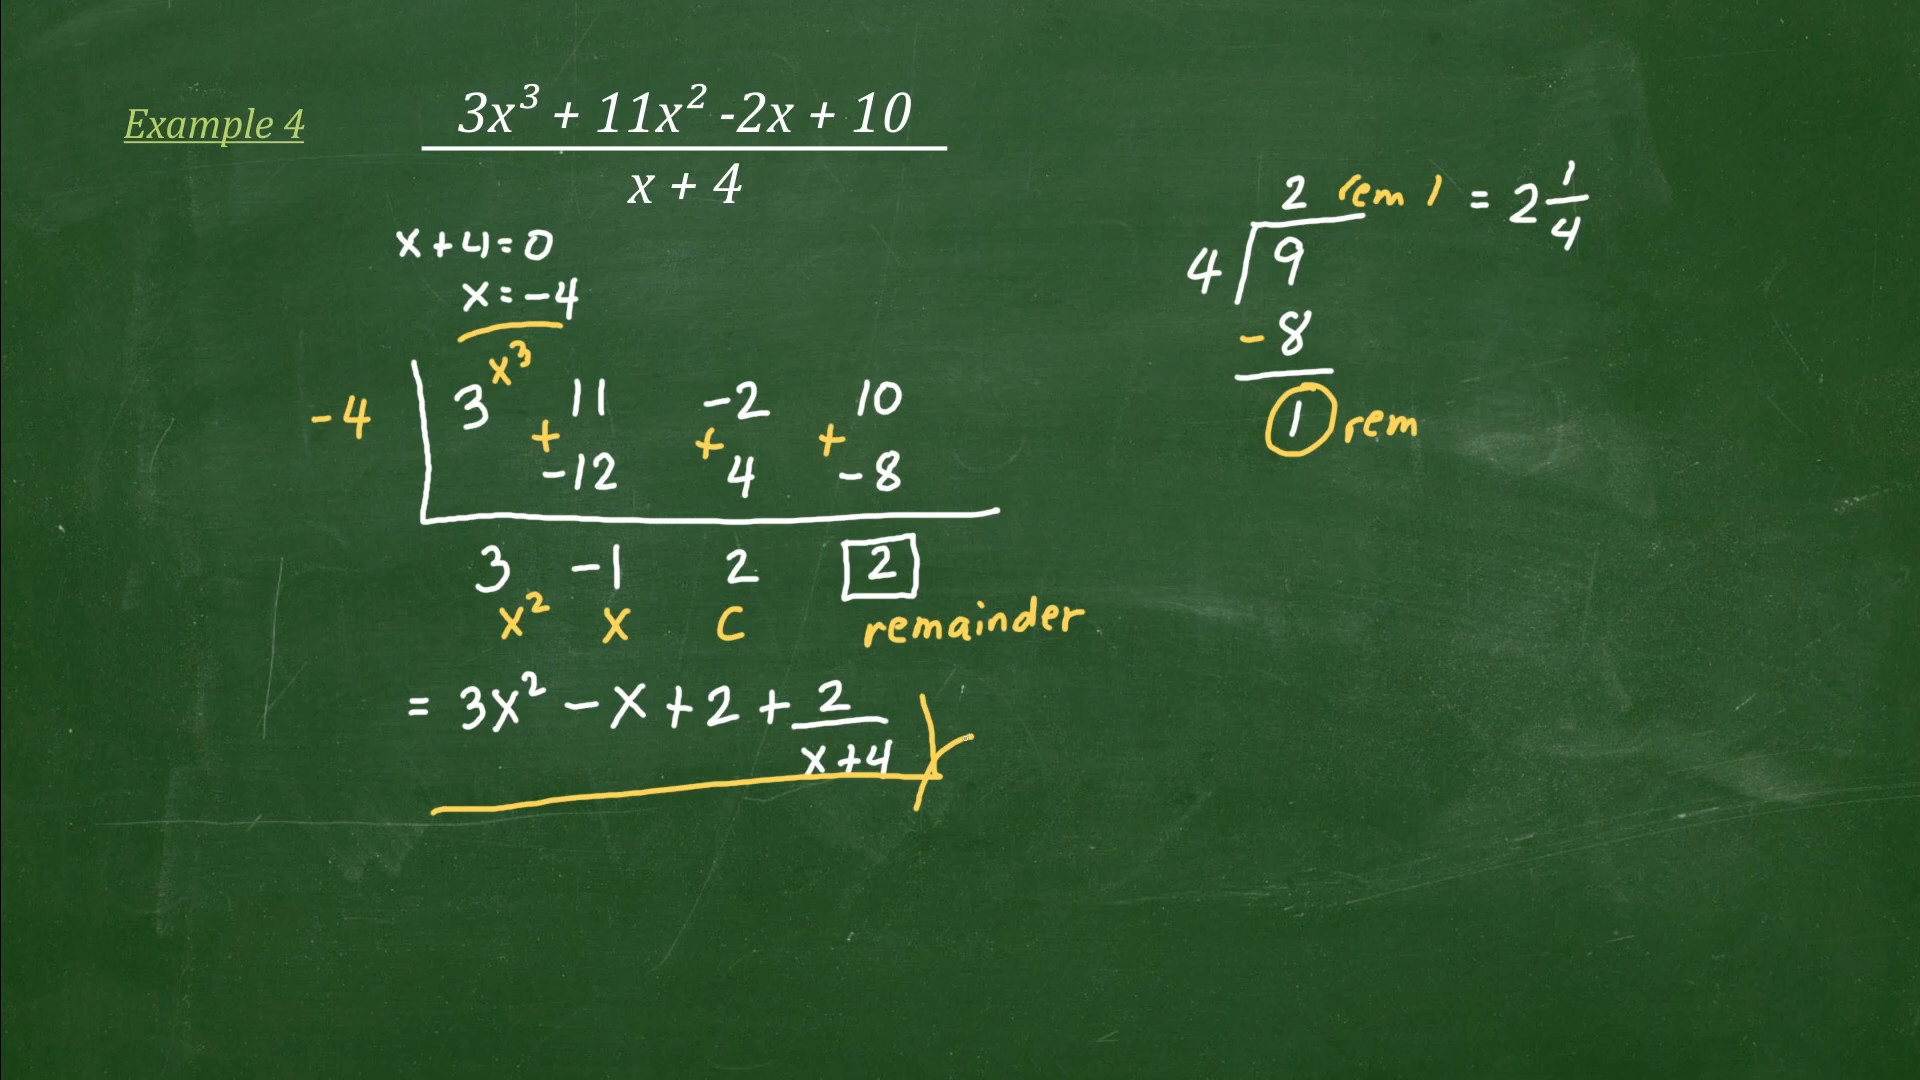 Example 4
3x³ + 11x² -2x + 10
x + 4
x + 4 = 0
x = -4
x³
-4 3 11 -2 10
+ + +
-12 4 -8
3 -1 2 2
x² x C remainder
= 3x² - x + 2 + 2
x+4
2 rem 1 = 2 1/4
4 9
- 8
1 rem